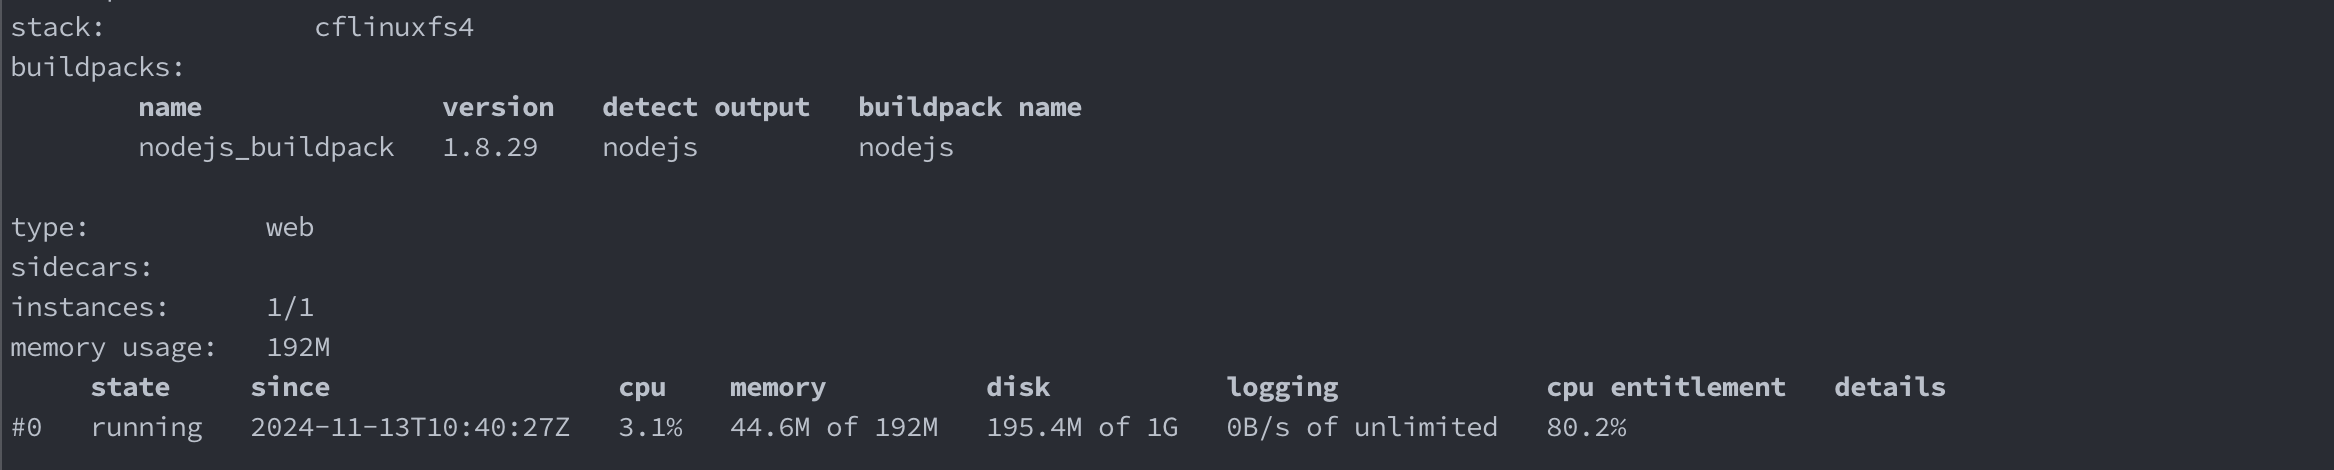 stack: cflinuxfs4
buildpacks:
name version detect output buildpack name
nodejs_buildpack 1.8.29 nodejs nodejs
type: web
sidecars:
instances: 1/1
memory usage: 192M
state since cpu memory disk logging cpu entitlement details
#0 running 2024-11-13T10:40:27Z 3.1% 44.6M of 192M 195.4M of 1G 0B/s of unlimited 80.2%